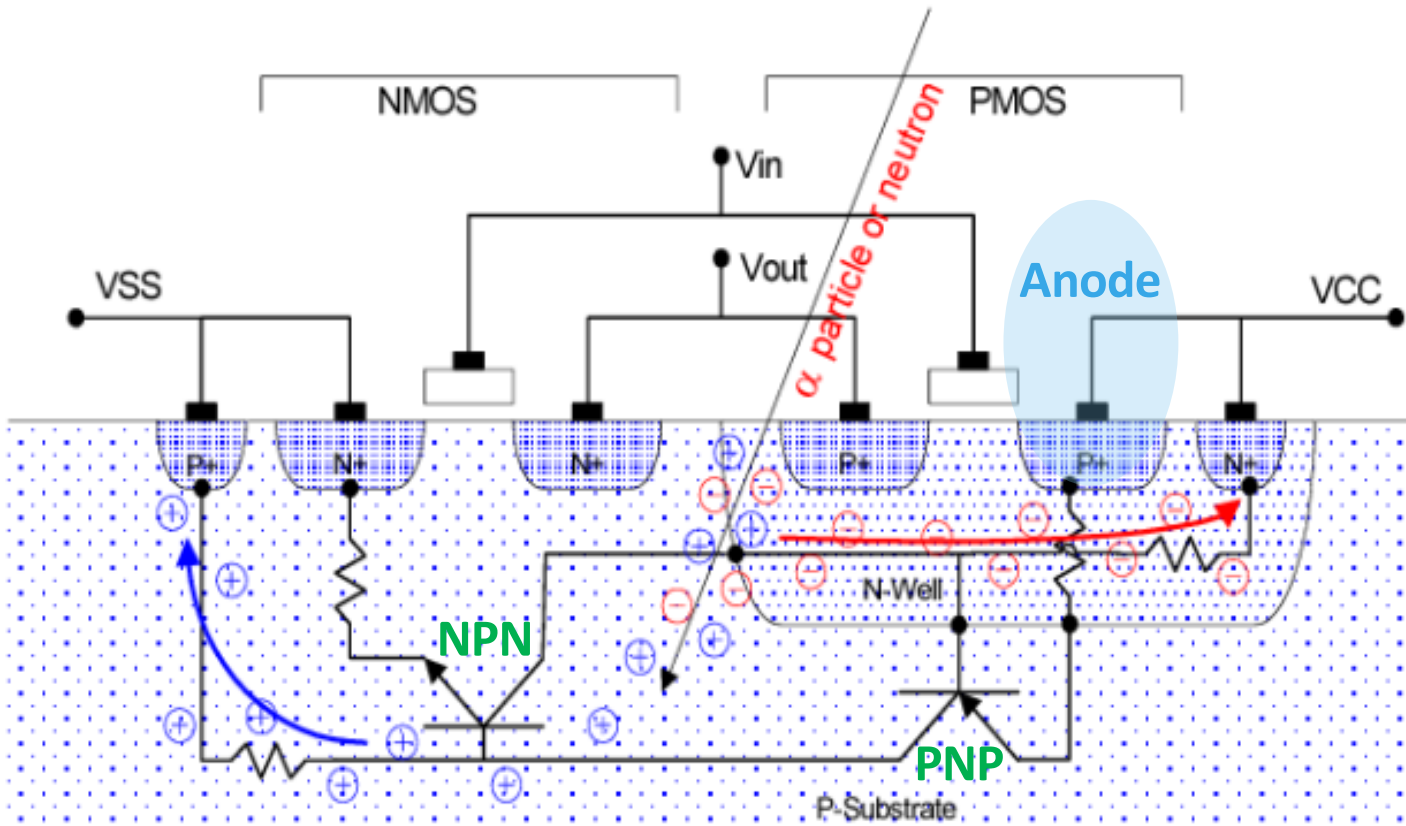 NMOS
PMOS
Vin
α particle or neutron
Vout
Anode
VSS
VCC
P+
N+
N+
P+
P+
N+
N-Well
NPN
PNP
P-Substrate